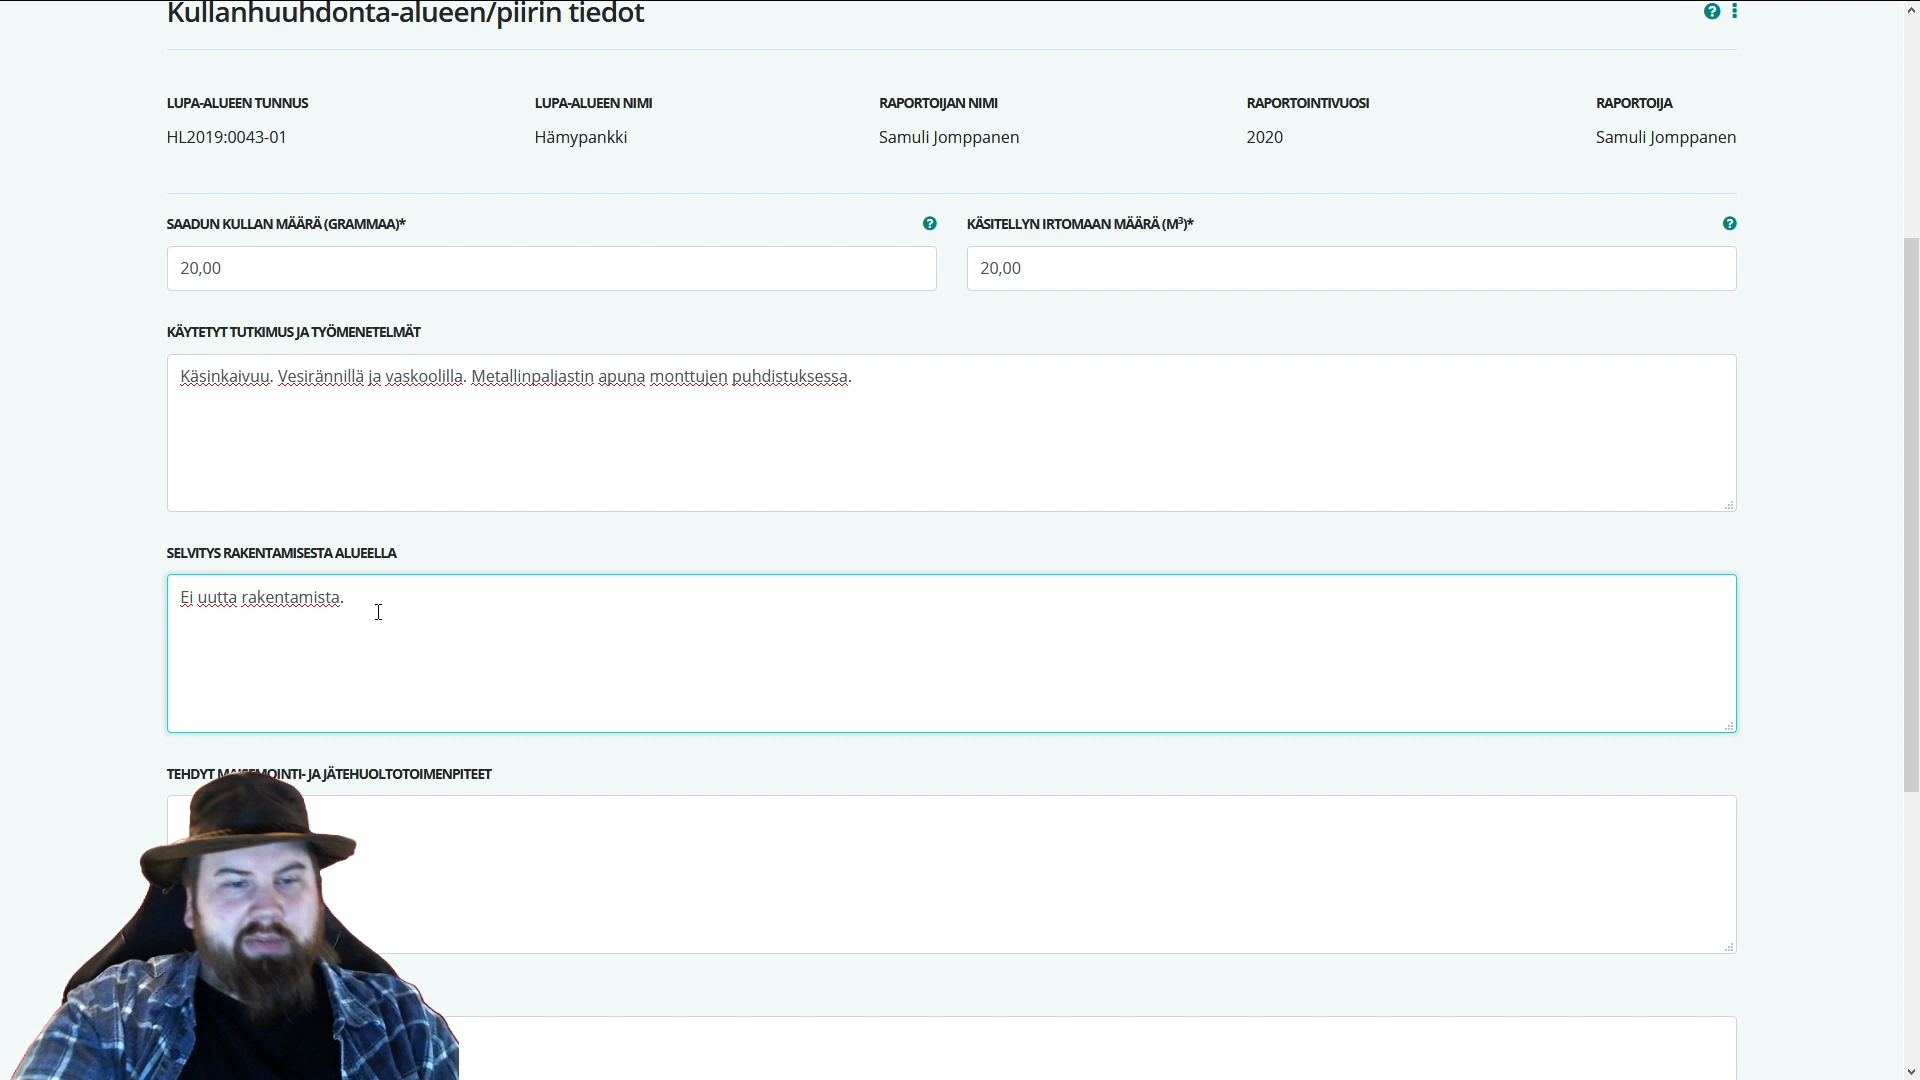 Kullanhuuhdonta-alueen/piirin tiedot
LUPA-ALUEEN TUNNUS
LUPA-ALUEEN NIMI
RAPORTOIJAN NIMI
RAPORTOINTIVUOSI
RAPORTOIJA
HL2019:0043-01
Hämypankki
Samuli Jomppanen
2020
Samuli Jomppanen
SAADUN KULLAN MÄÄRÄ (GRAMMAA)*
KÄSITELLYN IRTOMAAN MÄÄRÄ (M³)*
20,00
20,00
KÄYTETYT TUTKIMUS JA TYÖMENETELMÄT
Käsinkaivuu. Vesirännillä ja vaskoolilla. Metallinpaljastin apuna monttujen puhdistuksessa.
SELVITYS RAKENTAMISESTA ALUEELLA
Ei uutta rakentamista.
TEHDYT MAISEMOINTI- JA JÄTEHUOLTOTOIMENPITEET